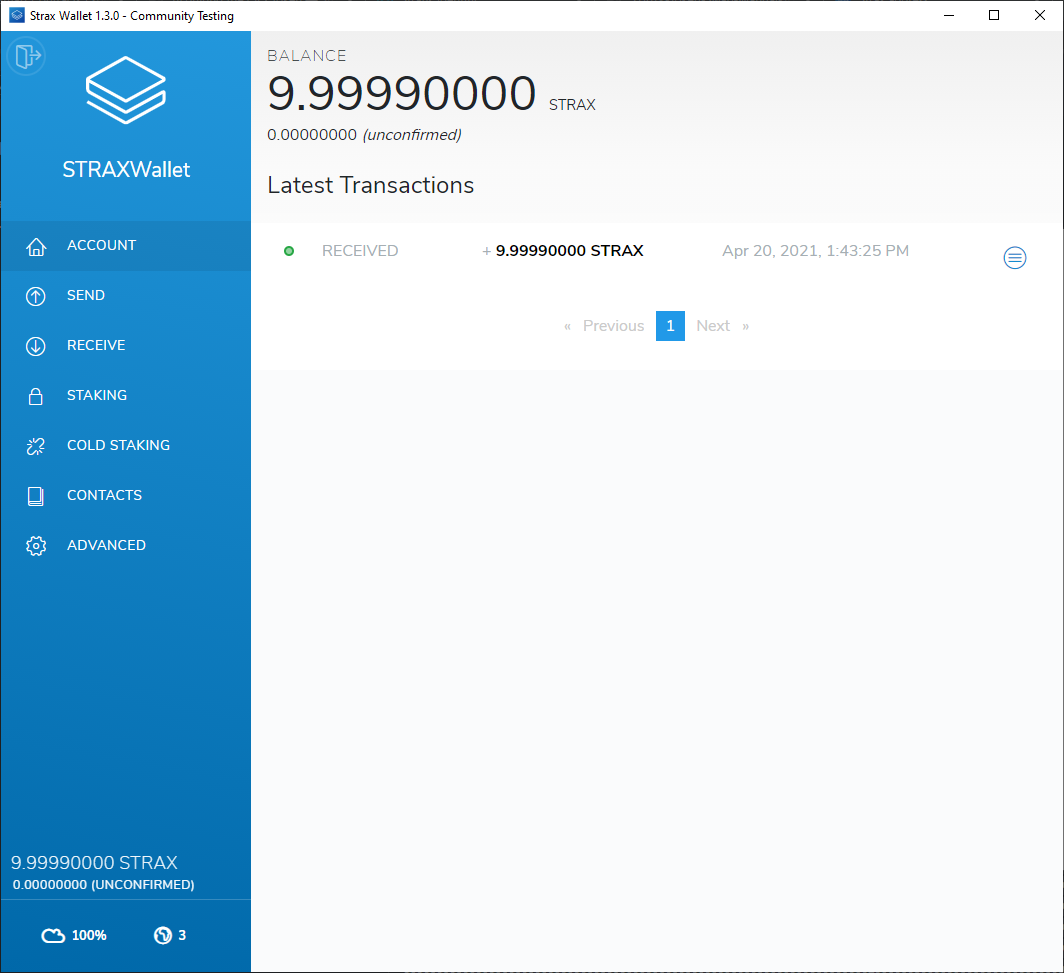 Strax Wallet 1.3.0 - Community Testing
STRAXWallet
ACCOUNT
SEND
RECEIVE
STAKING
COLD STAKING
CONTACTS
ADVANCED
9.99990000 STRAX
0.00000000 (UNCONFIRMED)
100% 3
BALANCE
9.99990000 STRAX
0.00000000 (unconfirmed)
Latest Transactions
RECEIVED + 9.99990000 STRAX Apr 20, 2021, 1:43:25 PM
« Previous 1 Next »